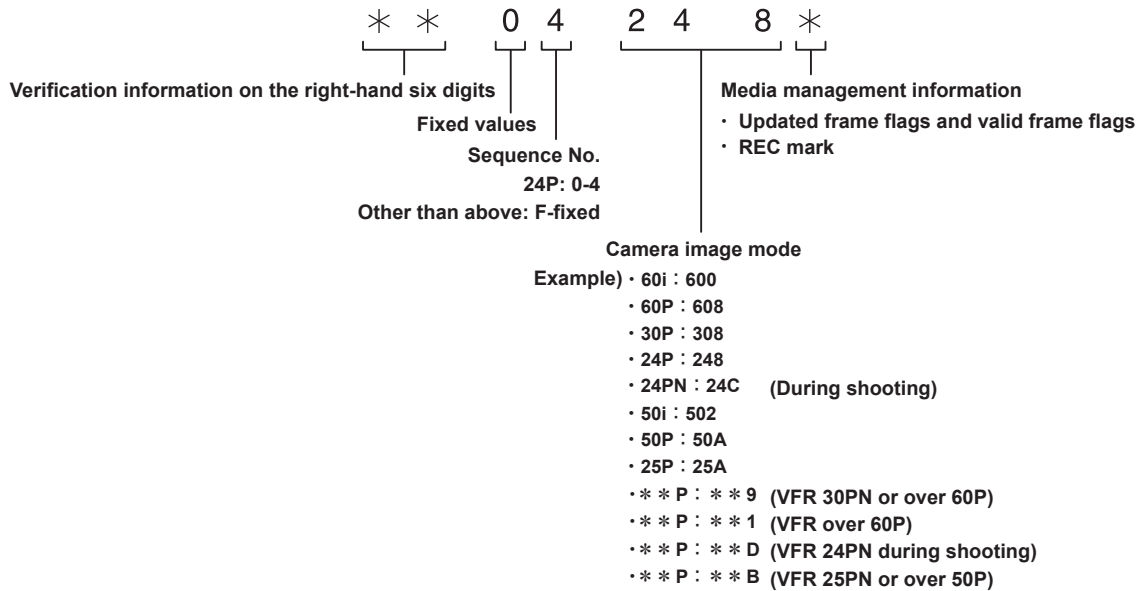 ＊ ＊ 0 4 2 4 8 ＊
Verification information on the right-hand six digits
Fixed values
Sequence No.
24P: 0-4
Other than above: F-fixed
Media management information
・ Updated frame flags and valid frame flags
・ REC mark
Camera image mode
Example)・60i：600
・60P：608
・30P：308
・24P：248
・24PN：24C (During shooting)
・50i：502
・50P：50A
・25P：25A
・＊＊P：＊＊9 (VFR 30PN or over 60P)
・＊＊P：＊＊1 (VFR over 60P)
・＊＊P：＊＊D (VFR 24PN during shooting)
・＊＊P：＊＊B (VFR 25PN or over 50P)